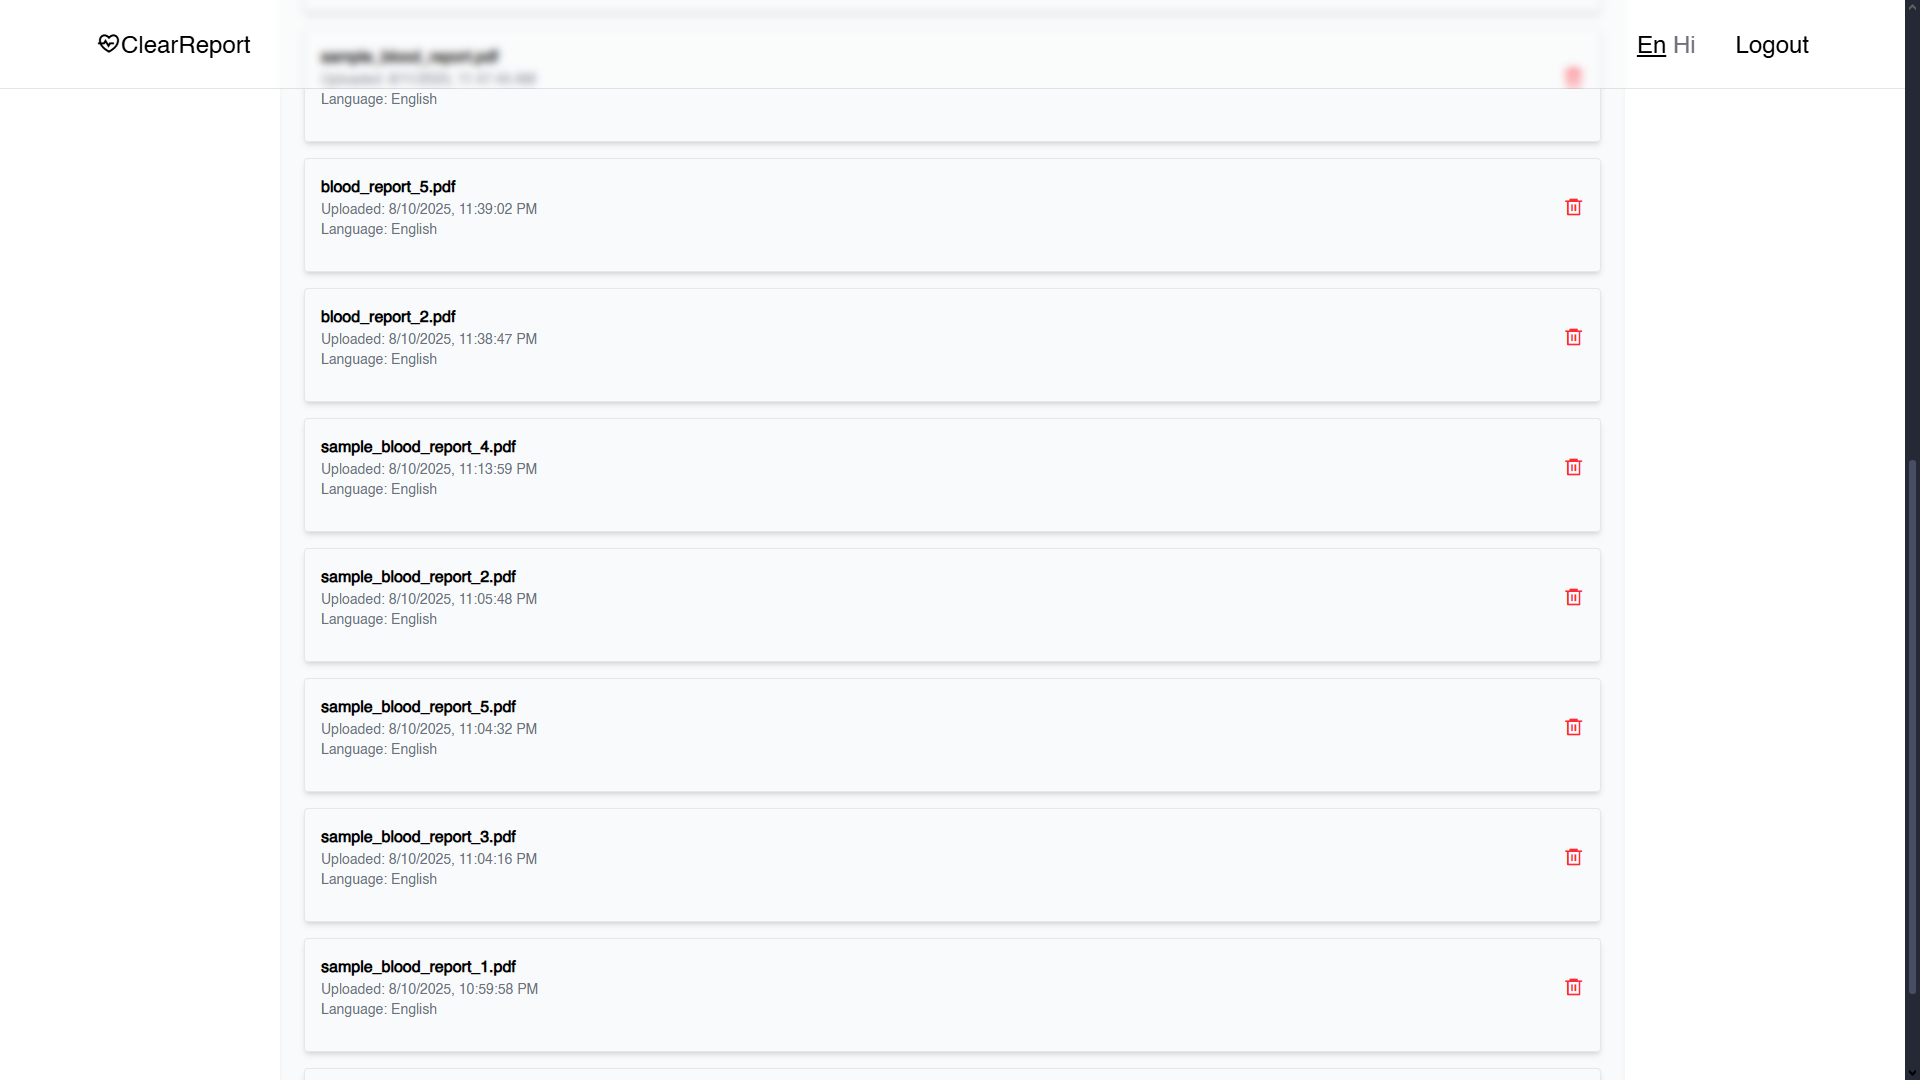 ClearReport
En Hi
Logout
sample_blood_report.pdf
Language: English
blood_report_5.pdf
Uploaded: 8/10/2025, 11:39:02 PM
Language: English
blood_report_2.pdf
Uploaded: 8/10/2025, 11:38:47 PM
Language: English
sample_blood_report_4.pdf
Uploaded: 8/10/2025, 11:13:59 PM
Language: English
sample_blood_report_2.pdf
Uploaded: 8/10/2025, 11:05:48 PM
Language: English
sample_blood_report_5.pdf
Uploaded: 8/10/2025, 11:04:32 PM
Language: English
sample_blood_report_3.pdf
Uploaded: 8/10/2025, 11:04:16 PM
Language: English
sample_blood_report_1.pdf
Uploaded: 8/10/2025, 10:59:58 PM
Language: English